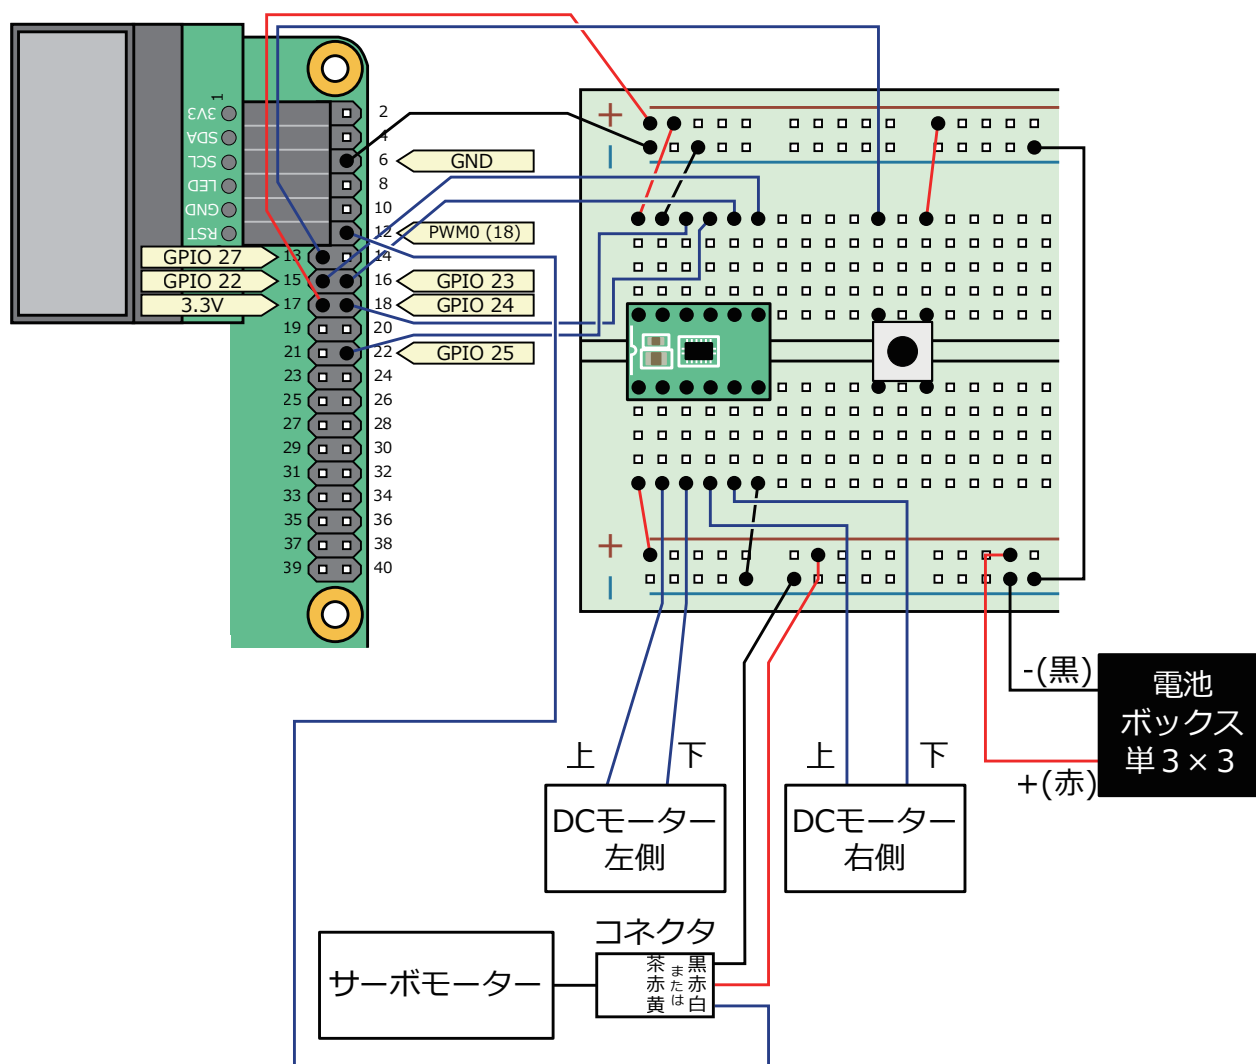 1
3V3
SDA
SCL
LED
GND
RST
2
4
6
8
10
12
14
16
18
20
22
24
26
28
30
32
34
36
38
40
13
15
17
19
21
23
25
27
29
31
33
35
37
39
GND
PWM0 (18)
GPIO 27
GPIO 22
3.3V
GPIO 23
GPIO 24
GPIO 25
+
-
+
-
-(黒)
+(赤)
電池
ボックス
単３×３
上
下
上
下
DCモーター
左側
DCモーター
右側
コネクタ
サーボモーター
茶赤黄
または
黒赤白